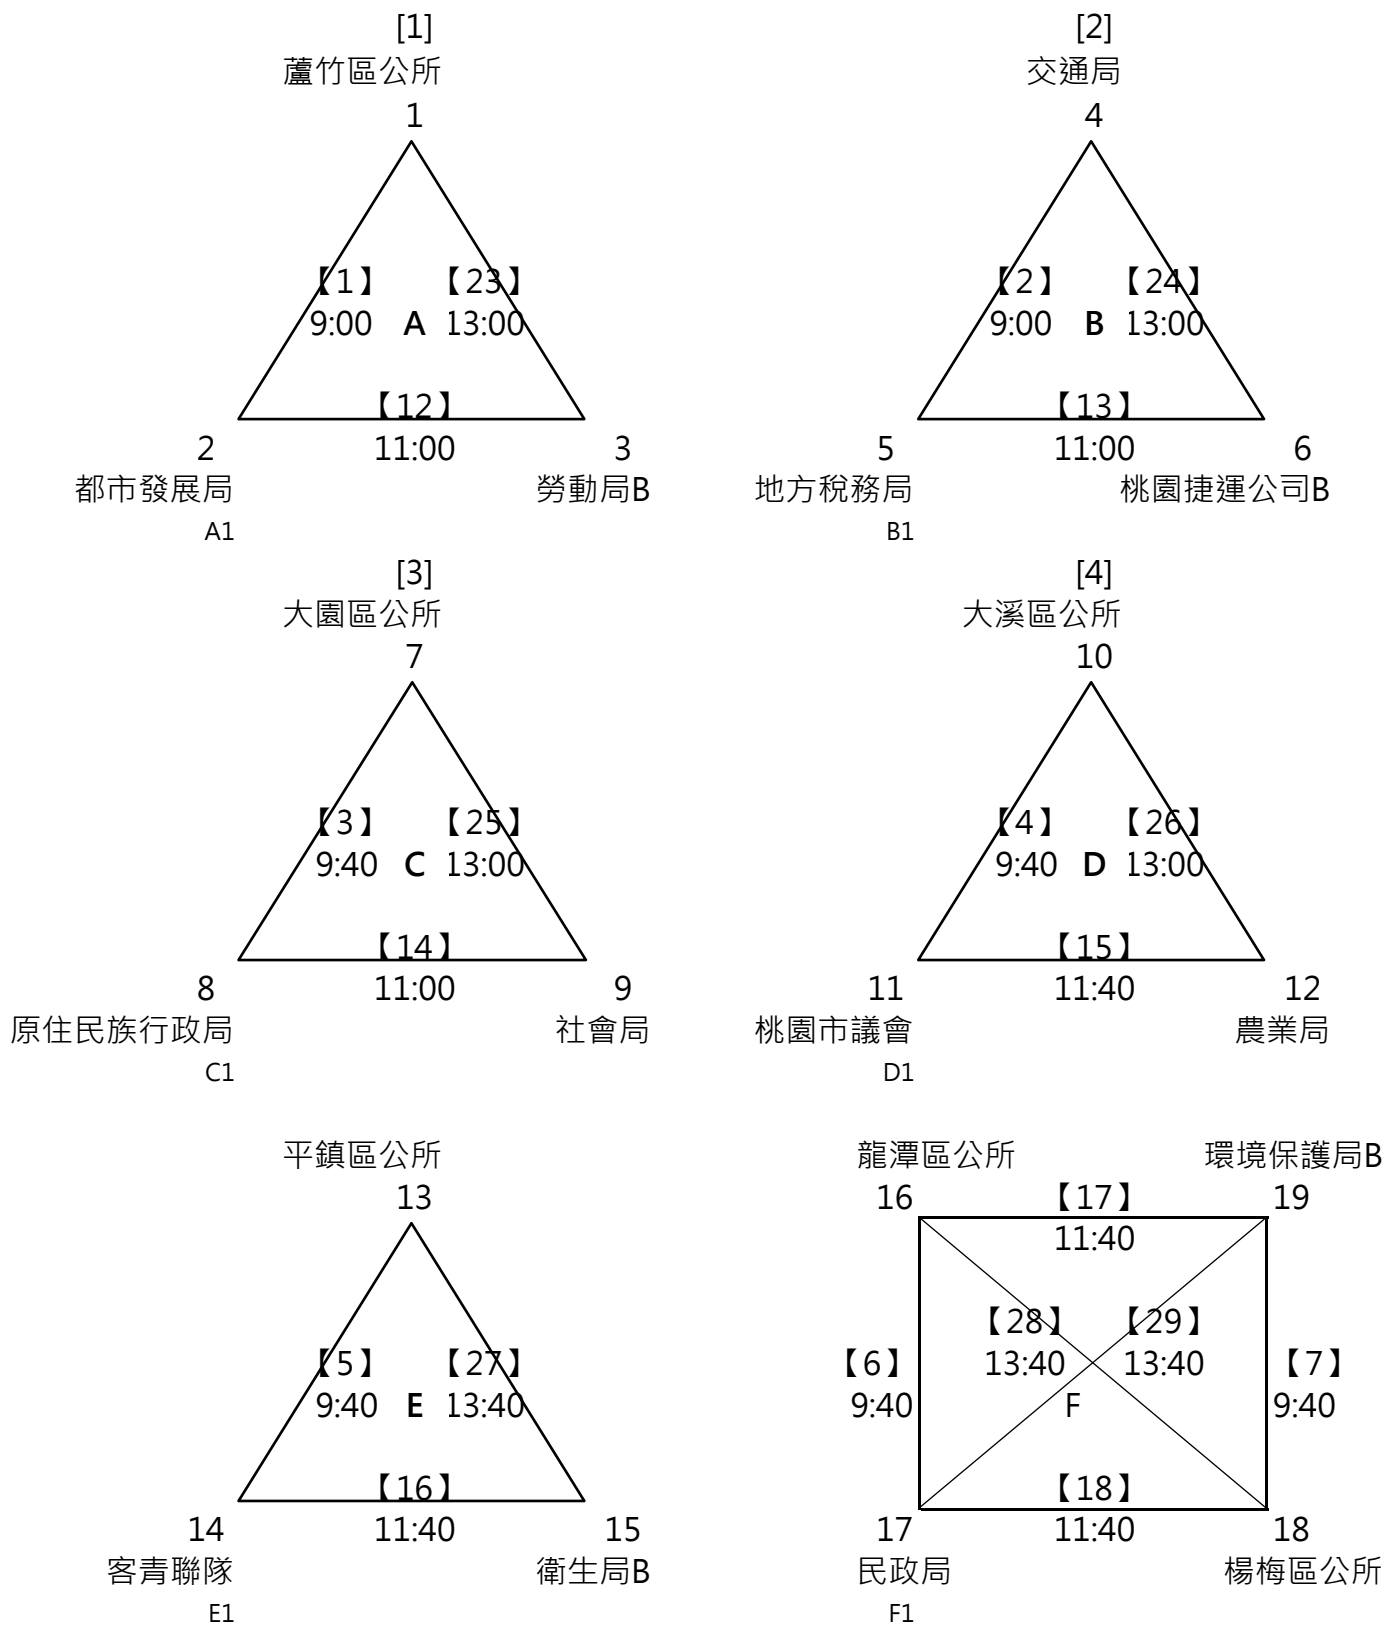 [1]
蘆竹區公所
1
【1】 【23】
9:00 A 13:00
【12】
2 11:00 3
都市發展局 勞動局B
A1
[2]
交通局
4
【2】 【24】
9:00 B 13:00
【13】
5 11:00 6
地方稅務局 桃園捷運公司B
B1
[3]
大園區公所
7
【3】 【25】
9:40 C 13:00
【14】
8 11:00 9
原住民族行政局 社會局
C1
[4]
大溪區公所
10
【4】 【26】
9:40 D 13:00
【15】
11 11:40 12
桃園市議會 農業局
D1
平鎮區公所
13
【5】 【27】
9:40 E 13:40
【16】
14 11:40 15
客青聯隊 衛生局B
E1
龍潭區公所 環境保護局B
16 【17】 19
11:40
【28】 【29】
【6】 13:40 13:40 【7】
9:40 F 9:40
【18】
17 11:40 18
民政局 楊梅區公所
F1